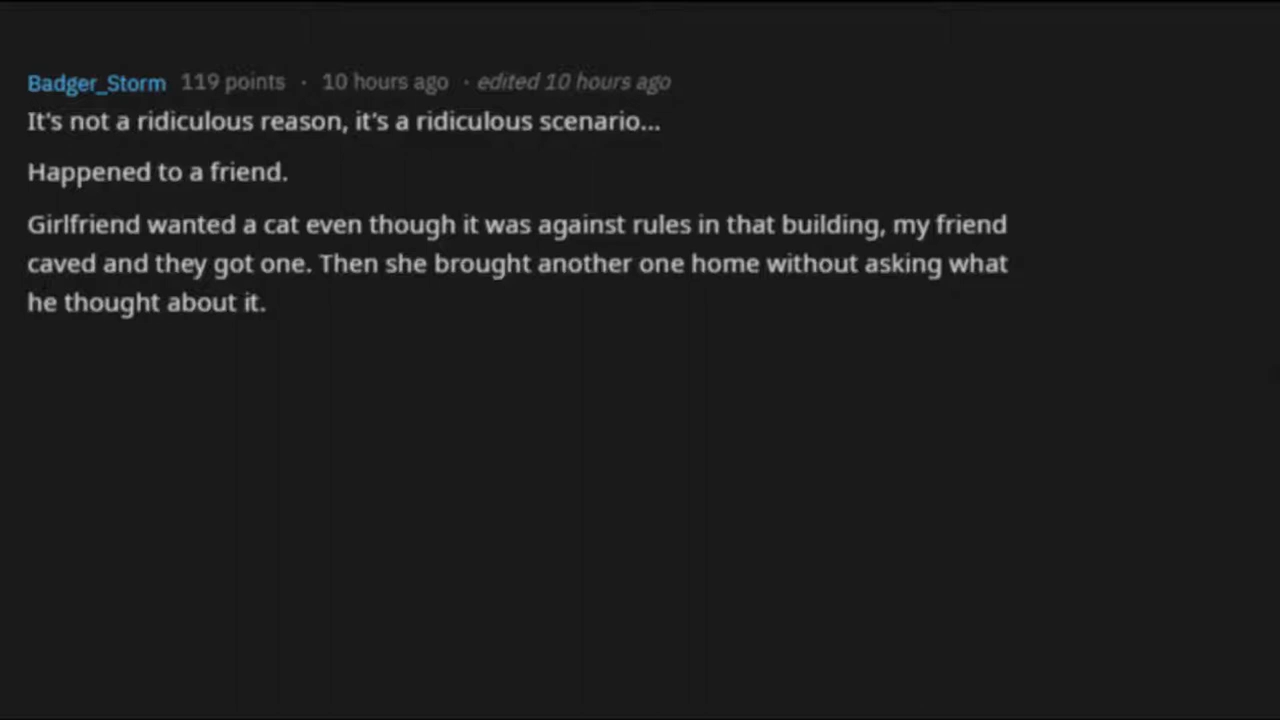 Badger_Storm 119 points · 10 hours ago · edited 10 hours ago
It's not a ridiculous reason, it's a ridiculous scenario...
Happened to a friend.
Girlfriend wanted a cat even though it was against rules in that building, my friend
caved and they got one. Then she brought another one home without asking what
he thought about it.